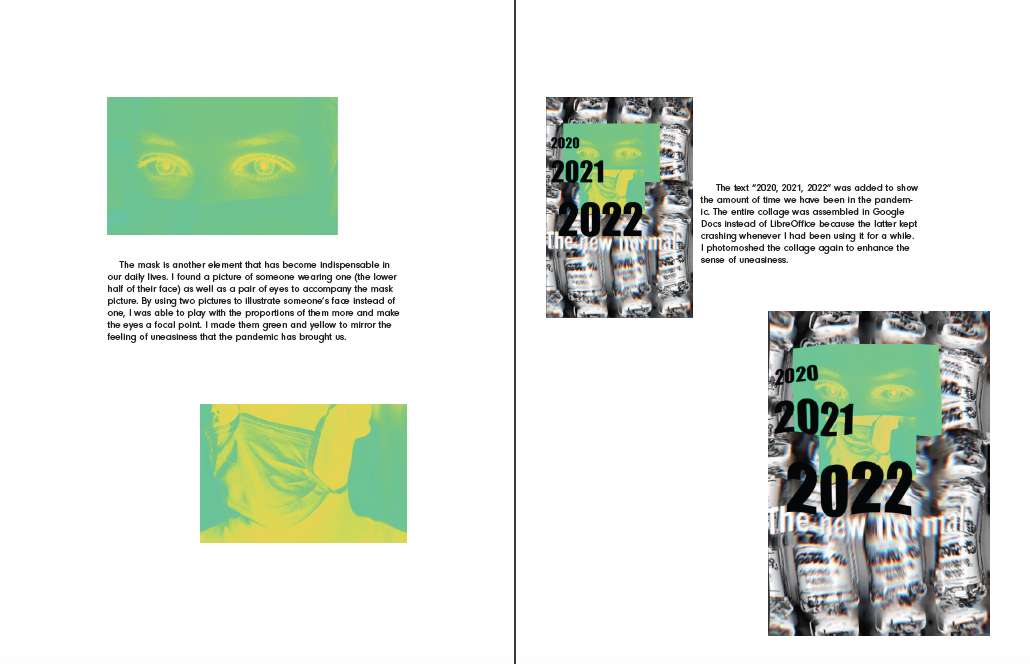 The mask is another element that has become indispensable in
our daily lives. I found a picture of someone wearing one (the lower
half of their face) as well as a pair of eyes to accompany the mask
picture. By using two pictures to illustrate someone's face instead of
one, I was able to play with the proportions of them more and make
the eyes a focal point. I made them green and yellow to mirror the
feeling of uneasiness that the pandemic has brought us.
2020
2021
2022
The new normal
The text "2020, 2021, 2022" was added to show
the amount of time we have been in the pandem-
ic. The entire collage was assembled in Google
Docs instead of LibreOffice because the latter kept
crashing whenever I had been using it for a while.
I photomoshed the collage again to enhance the
sense of uneasiness.
2020
2021
2022
The new normal